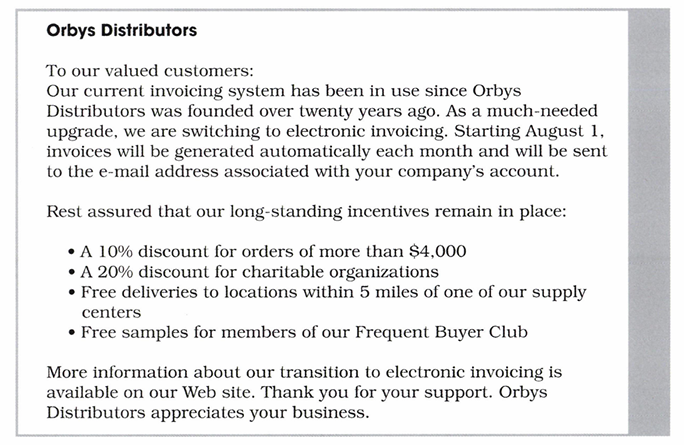 Orbys Distributors
To our valued customers:
Our current invoicing system has been in use since Orbys
Distributors was founded over twenty years ago. As a much-needed
upgrade, we are switching to electronic invoicing. Starting August 1,
invoices will be generated automatically each month and will be sent
to the e-mail address associated with your company's account.
Rest assured that our long-standing incentives remain in place:
• A 10% discount for orders of more than $4,000
• A 20% discount for charitable organizations
• Free deliveries to locations within 5 miles of one of our supply
centers
• Free samples for members of our Frequent Buyer Club
More information about our transition to electronic invoicing is
available on our Web site. Thank you for your support. Orbys
Distributors appreciates your business.